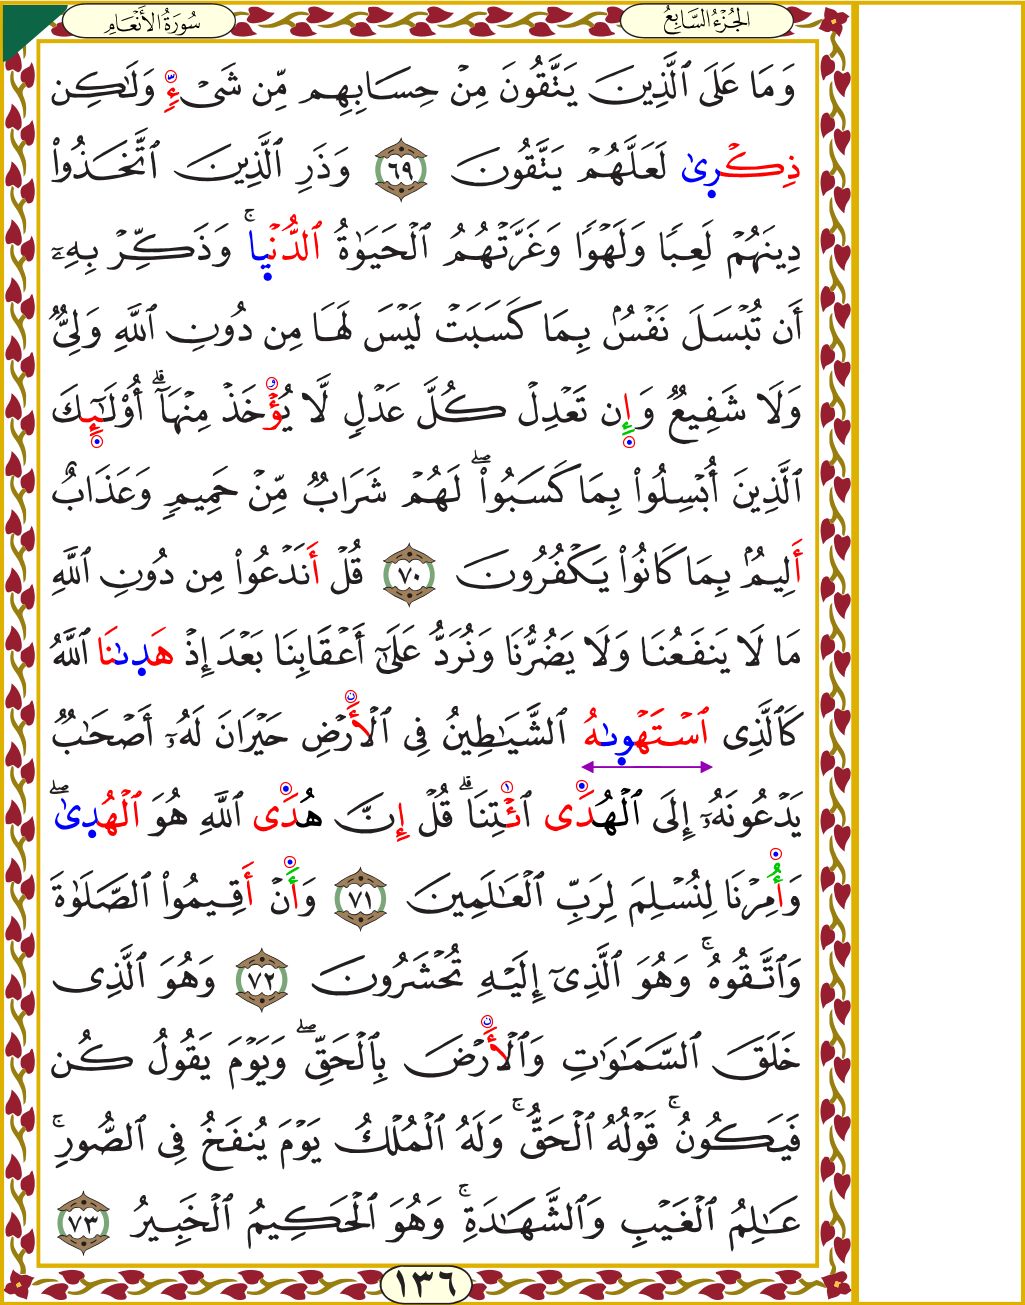 الجُزْءُ السَّابِعُ
سُورَةُ الأَنْعَامِ
وَمَا عَلَى ٱلَّذِينَ يَتَّقُونَ مِنْ حِسَابِهِم مِّن شَىْءٍۢ وَلَـٰكِن
ذِكْرِىٰ لَعَلَّهُمْ يَتَّقُونَ ٦٩ وَذَرِ ٱلَّذِينَ ٱتَّخَذُوا۟
دِينَهُمْ لَعِبًا وَلَهْوًا وَغَرَّتْهُمُ ٱلْحَيَوٰةُ ٱلدُّنْيِا ۚ وَذَكِّرْ بِهِۦٓ
أَن تُبْسَلَ نَفْسٌۢ بِمَا كَسَبَتْ لَيْسَ لَهَا مِن دُونِ ٱللَّهِ وَلِىٌّ
وَلَا شَفِيعٌ وَإِن تَعْدِلْ كُلَّ عَدْلٍ لَّا يُؤْخَذْ مِنْهَآ ۗ أُو۟لَـٰٓئِكَ
ٱلَّذِينَ أُبْسِلُوا۟ بِمَا كَسَبُوا۟ ۖ لَهُمْ شَرَابٌ مِّنْ حَمِيمٍ وَعَذَابٌ
أَلِيمٌۢ بِمَا كَانُوا۟ يَكْفُرُونَ ٧٠ قُلْ أَنَدْعُوا۟ مِن دُونِ ٱللَّهِ
مَا لَا يَنفَعُنَا وَلَا يَضُرُّنَا وَنُرَدُّ عَلَىٰٓ أَعْقَابِنَا بَعْدَ إِذْ هَدِىٰنَا ٱللَّهُ
كَٱلَّذِى ٱسْتَهْوِىٰهُ ٱلشَّيَـٰطِينُ فِى ٱلْأَرْضِ حَيْرَانَ لَهُۥٓ أَصْحَـٰبٌ
يَدْعُونَهُۥٓ إِلَى ٱلْهُدَى ٱئْتِنَا ۗ قُلْ إِنَّ هُدَى ٱللَّهِ هُوَ ٱلْهُدِىٰ ۖ
وَأُمِرْنَا لِنُسْلِمَ لِرَبِّ ٱلْعَـٰلَمِينَ ٧١ وَأَنْ أَقِيمُوا۟ ٱلصَّلَوٰةَ
وَٱتَّقُوهُ ۚ وَهُوَ ٱلَّذِىٓ إِلَيْهِ تُحْشَرُونَ ٧٢ وَهُوَ ٱلَّذِى
خَلَقَ ٱلسَّمَـٰوَٰتِ وَٱلْأَرْضَ بِٱلْحَقِّ ۖ وَيَوْمَ يَقُولُ كُن
فَيَكُونُ ۚ قَوْلُهُ ٱلْحَقُّ ۚ وَلَهُ ٱلْمُلْكُ يَوْمَ يُنفَخُ فِى ٱلصُّورِ ۚ
عَـٰلِمُ ٱلْغَيْبِ وَٱلشَّهَـٰدَةِ ۚ وَهُوَ ٱلْحَكِيمُ ٱلْخَبِيرُ ٧٣
١٣٦